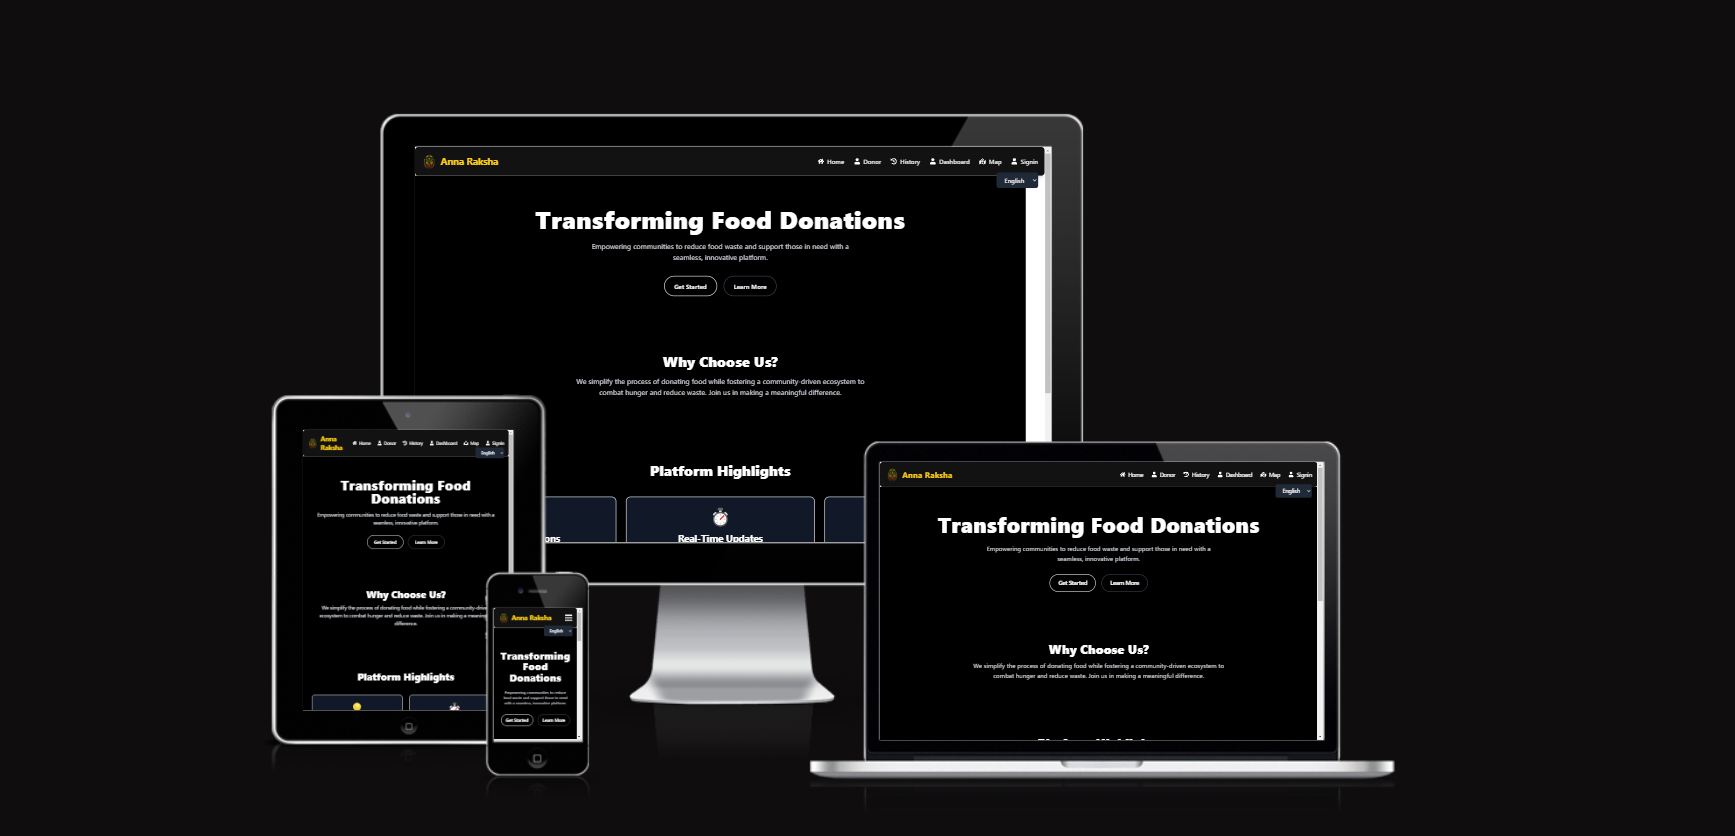 Anna Raksha
Home Donor History Dashboard Map Signin
English
Transforming Food Donations
Empowering communities to reduce food waste and support those in need with a
seamless, innovative platform.
Get Started Learn More
Why Choose Us?
We simplify the process of donating food while fostering a community-driven ecosystem to
combat hunger and reduce waste. Join us in making a meaningful difference.
Platform Highlights
ons
Real-Time Updates
Anna
Raksha
Home Donor History Dashboard Map Signin
English
Transforming Food
Donations
Empowering communities to reduce food waste and support those in need with a
seamless, innovative platform.
Get Started Learn More
Why Choose Us?
We simplify the process of donating food while fostering a community-driv
ecosystem to combat hunger and reduce waste. Join us in making a meaning
difference.
Platform Highlights
Anna Raksha
English
Transforming
Food
Donations
Empowering communities to reduce
food waste and support those in need
with a seamless, innovative platform.
Get Started Learn More
Anna Raksha
Home Donor History Dashboard Map Signin
English
Transforming Food Donations
Empowering communities to reduce food waste and support those in need with a
seamless, innovative platform.
Get Started Learn More
Why Choose Us?
We simplify the process of donating food while fostering a community-driven ecosystem to
combat hunger and reduce waste. Join us in making a meaningful difference.